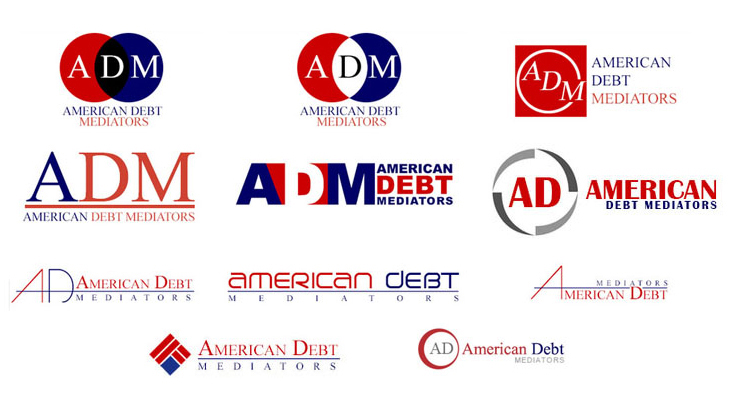 ADM
AMERICAN DEBT
MEDIATORS
ADM
AMERICAN DEBT
MEDIATORS
ADM
AMERICAN
DEBT
MEDIATORS
ADM
AMERICAN DEBT MEDIATORS
ADM
AMERICAN
DEBT
MEDIATORS
AD
AMERICAN
DEBT MEDIATORS
AD
AMERICAN DEBT
MEDIATORS
american debt
MEDIATORS
MEDIATORS
AMERICAN DEBT
AMERICAN DEBT
MEDIATORS
AD
American Debt
MEDIATORS